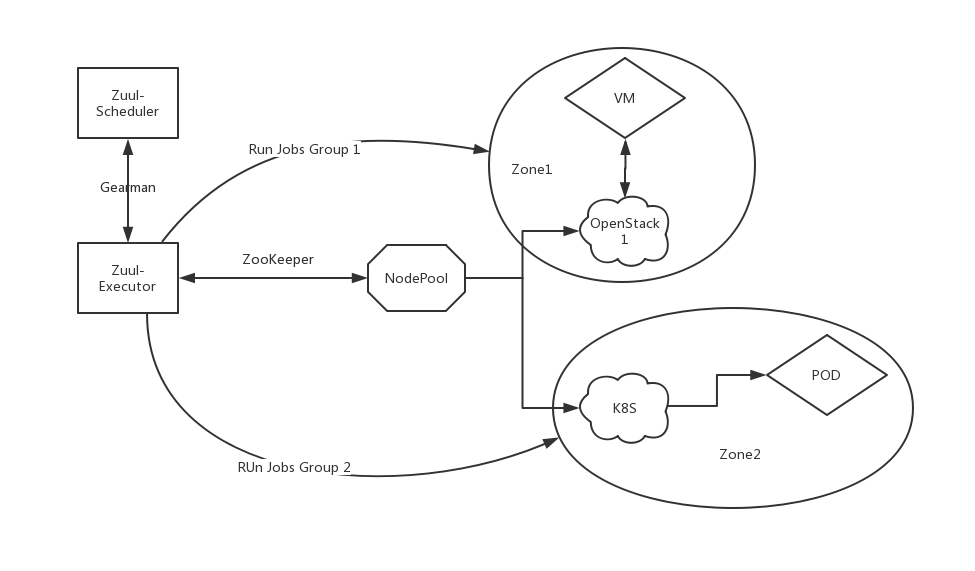 Zuul-
Scheduler
Gearman
Zuul-
Executor
Run Jobs Group 1
ZooKeeper
NodePool
RUn Jobs Group 2
VM
Zone1
OpenStack
1
K8S
POD
Zone2